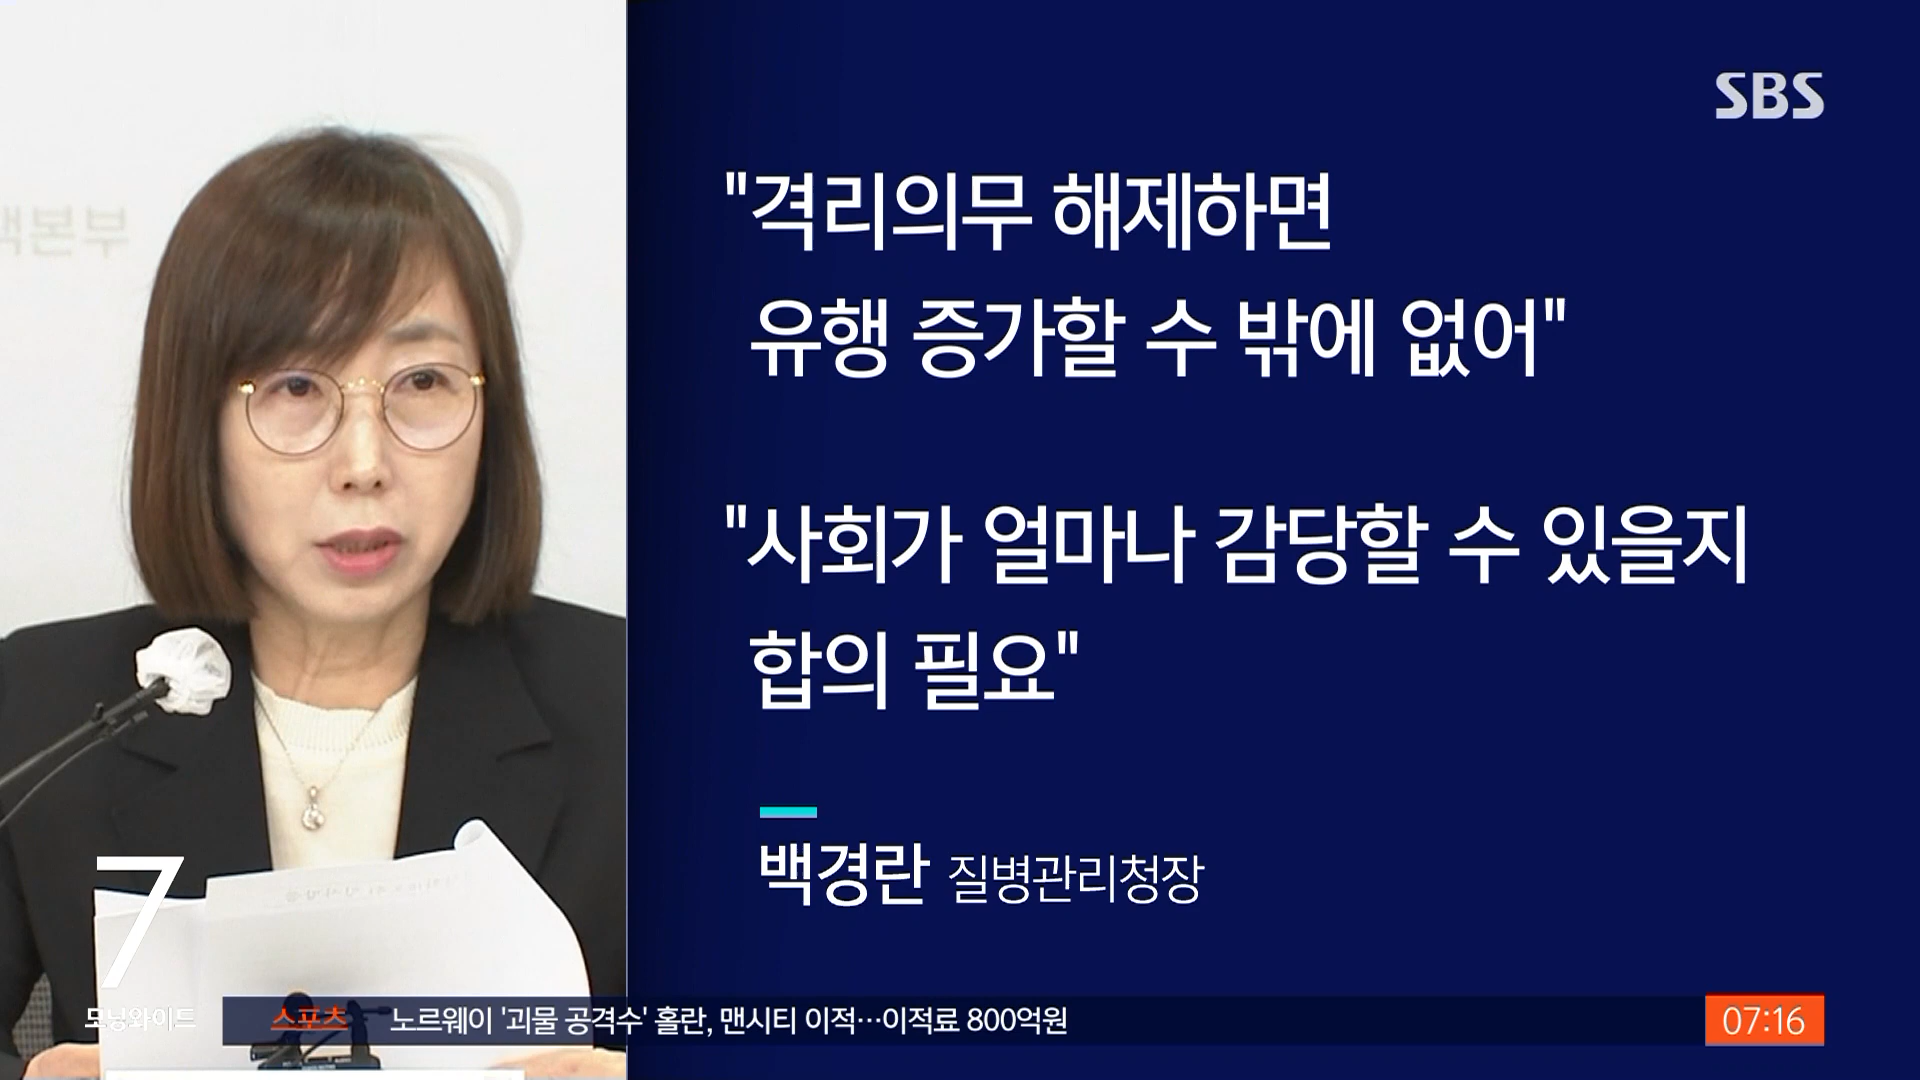 SBS
"격리의무 해제하면
유행 증가할 수 밖에 없어"
"사회가 얼마나 감당할 수 있을지
합의 필요"
백경란 질병관리청장
책본부
7
모닝와이드
스포츠 노르웨이 '괴물 공격수' 홀란, 맨시티 이적…이적료 800억원
07:16